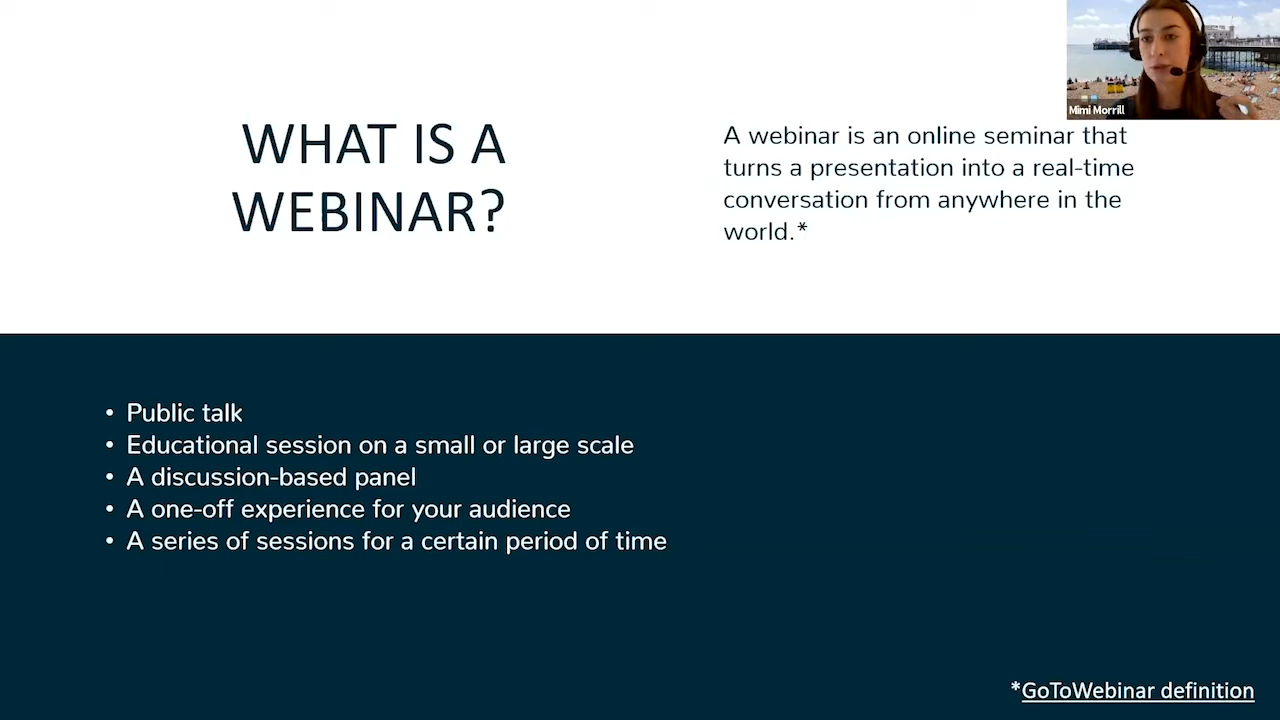 Mimi Morrill
WHAT IS A
WEBINAR?
A webinar is an online seminar that
turns a presentation into a real-time
conversation from anywhere in the
world.*
• Public talk
• Educational session on a small or large scale
• A discussion-based panel
• A one-off experience for your audience
• A series of sessions for a certain period of time
*GoToWebinar definition